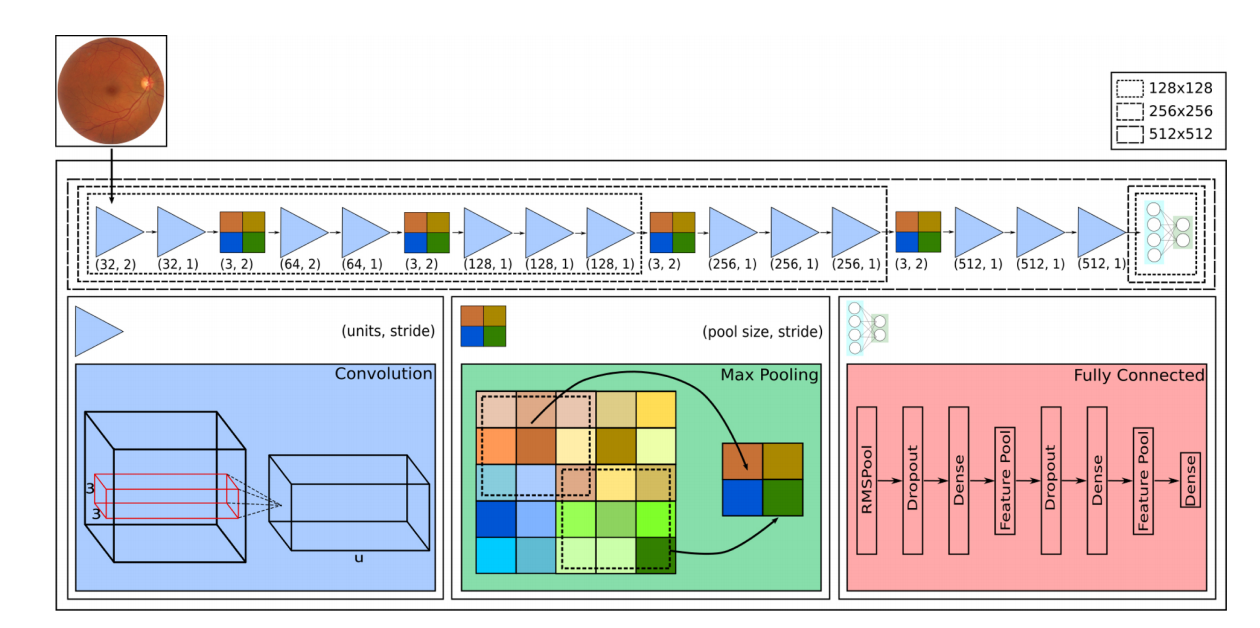 128x128
256x256
512x512
(32, 2) (32, 1) (3, 2) (64, 2) (64, 1) (3, 2) (128, 1) (128, 1) (128, 1) (3, 2) (256, 1) (256, 1) (256, 1) (3, 2) (512, 1) (512, 1) (512, 1)
(units, stride)
Convolution
3
3
u
(pool size, stride)
Max Pooling
Fully Connected
RMSPool
Dropout
Dense
Feature Pool
Dropout
Dense
Feature Pool
Dense